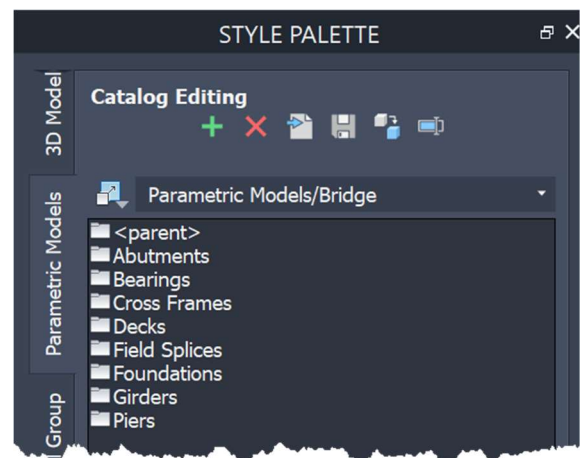 STYLE PALETTE
3D Model
Catalog Editing
Parametric Models
Parametric Models/Bridge
<parent>
Abutments
Bearings
Cross Frames
Decks
Field Splices
Foundations
Girders
Piers
Group